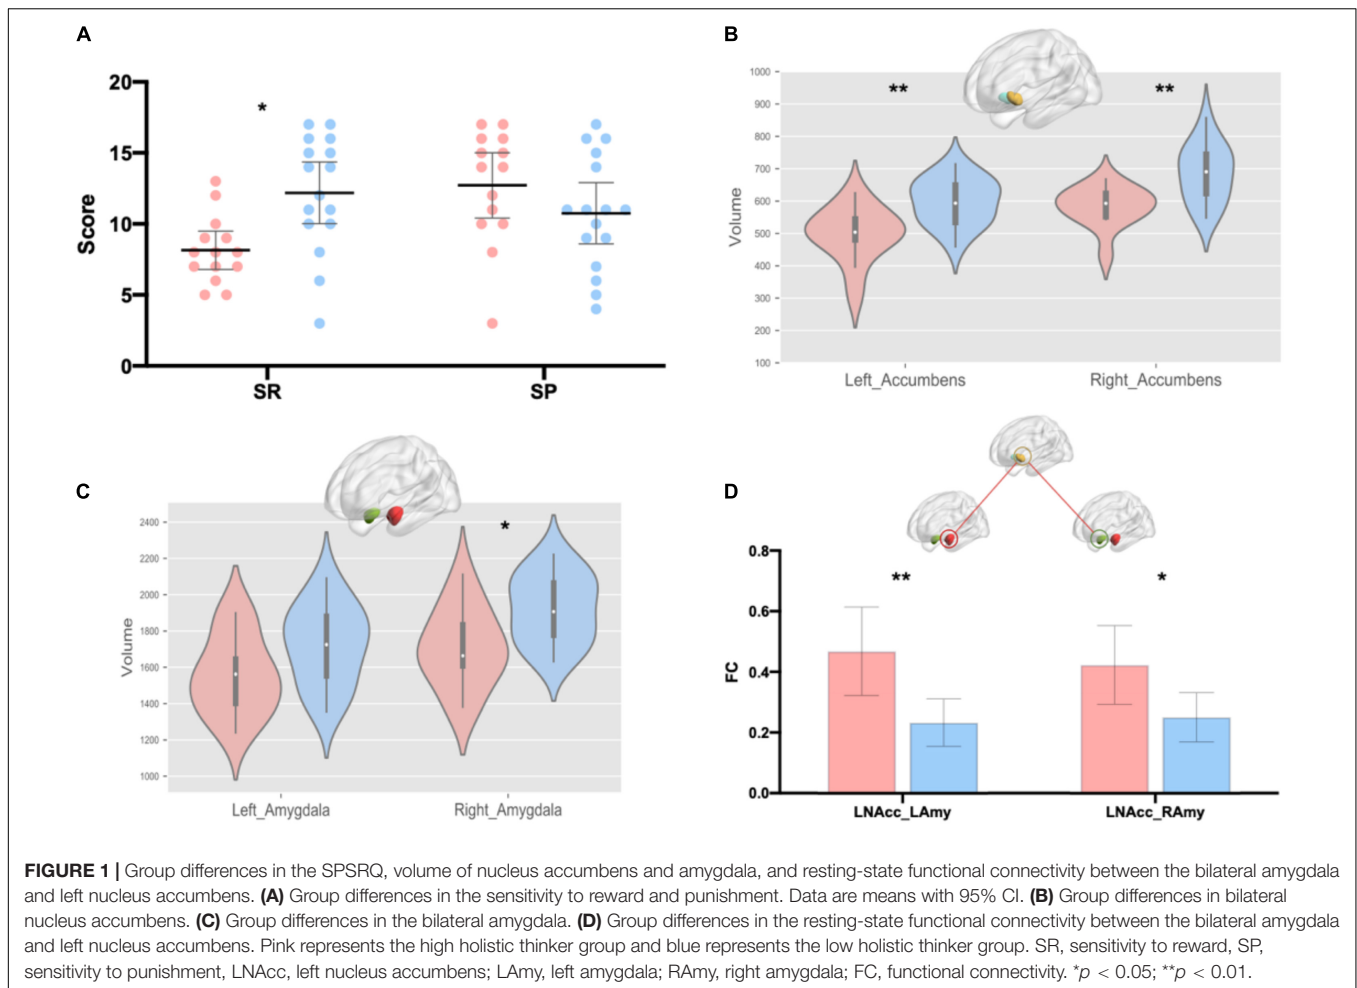 A
20
15
10
5
0
Score
*
SR
SP
B
1000
900
800
700
600
500
400
300
200
100
Volume
**
**
Left_Accumbens
Right_Accumbens
C
2400
2200
2000
1800
1600
1400
1200
1000
Volume
*
Left_Amygdala
Right_Amygdala
D
0.8
0.6
0.4
0.2
0.0
FC
**
*
LNAcc_LAmy
LNAcc_RAmy
FIGURE 1 | Group differences in the SPSRQ, volume of nucleus accumbens and amygdala, and resting-state functional connectivity between the bilateral amygdala
and left nucleus accumbens. (A) Group differences in the sensitivity to reward and punishment. Data are means with 95% CI. (B) Group differences in bilateral
nucleus accumbens. (C) Group differences in the bilateral amygdala. (D) Group differences in the resting-state functional connectivity between the bilateral amygdala
and left nucleus accumbens. Pink represents the high holistic thinker group and blue represents the low holistic thinker group. SR, sensitivity to reward, SP,
sensitivity to punishment, LNAcc, left nucleus accumbens; LAmy, left amygdala; RAmy, right amygdala; FC, functional connectivity. *p < 0.05; **p < 0.01.